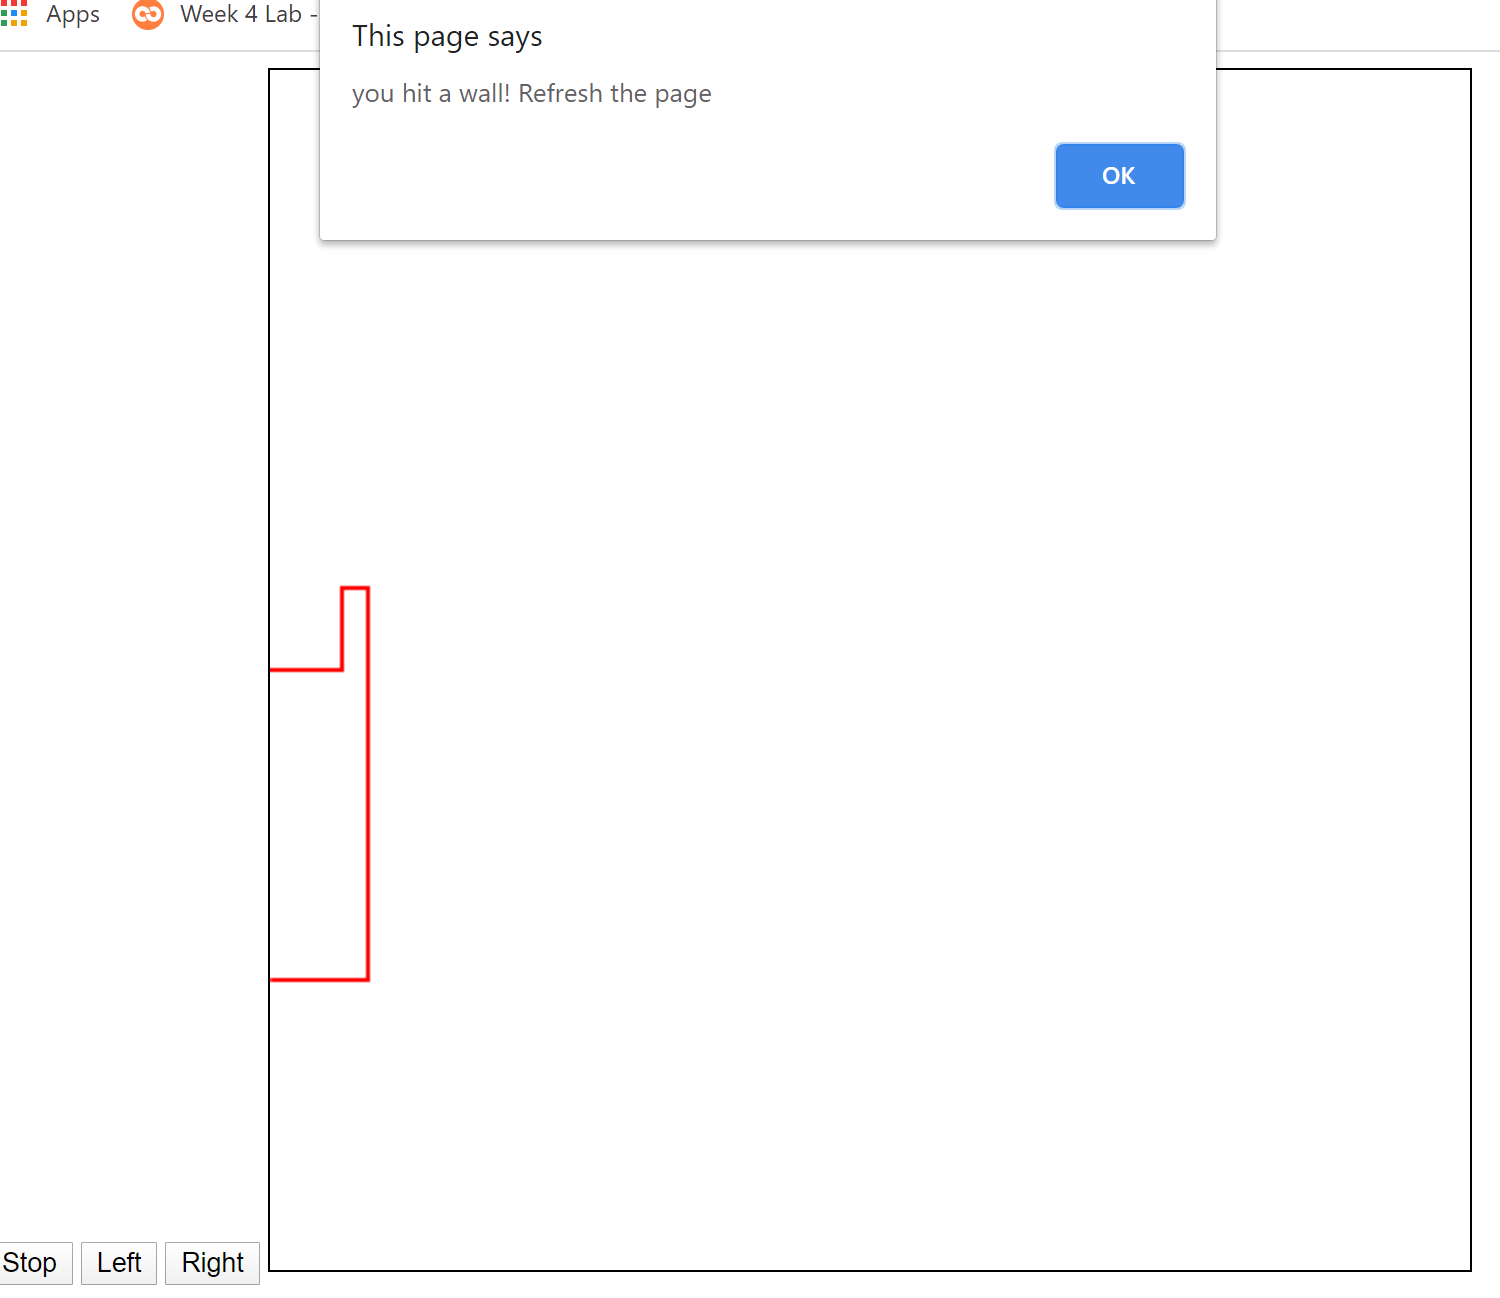 Apps Week 4 Lab -
This page says
you hit a wall! Refresh the page
OK
Stop Left Right